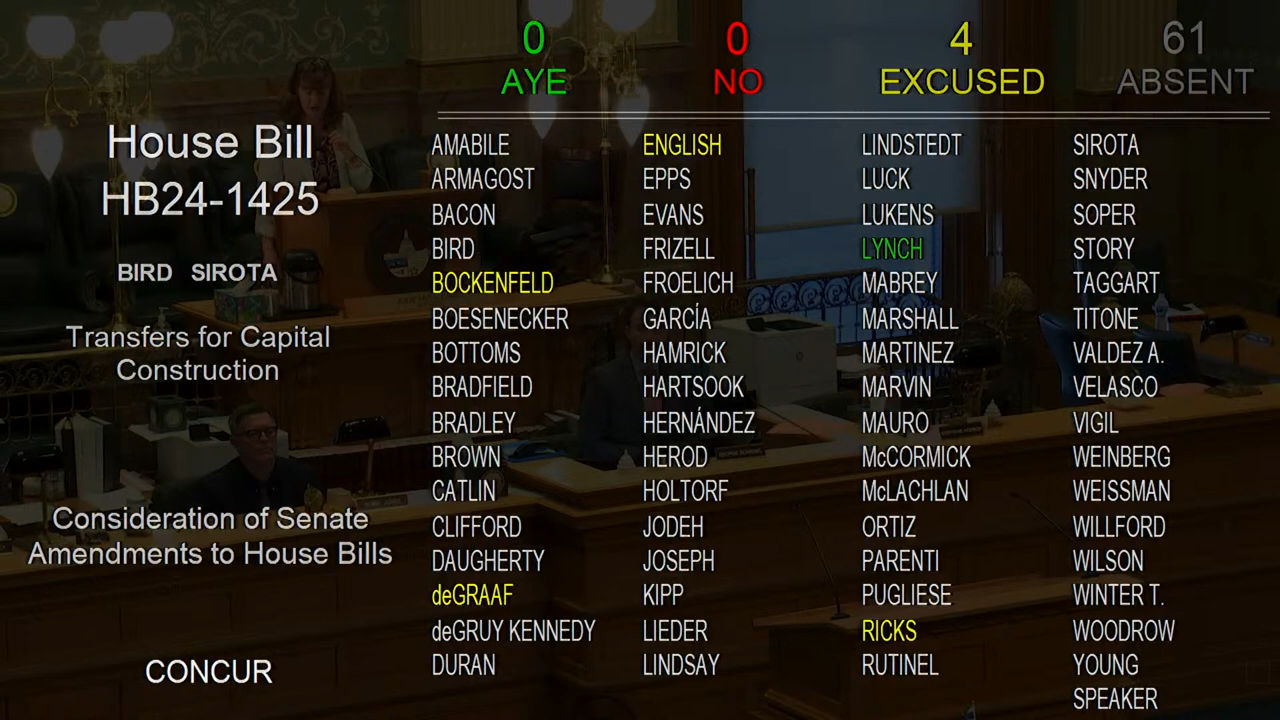 0
AYE
0
NO
4
EXCUSED
61
ABSENT
House Bill
HB24-1425
BIRD SIROTA
Transfers for Capital
Construction
Consideration of Senate
Amendments to House Bills
CONCUR
AMABILE
ARMAGOST
BACON
BIRD
BOCKENFELD
BOESENECKER
BOTTOMS
BRADFIELD
BRADLEY
BROWN
CATLIN
CLIFFORD
DAUGHERTY
deGRAAF
deGRUY KENNEDY
DURAN
ENGLISH
EPPS
EVANS
FRIZELL
FROELICH
GARCÍA
HAMRICK
HARTSOOK
HERNÁNDEZ
HEROD
HOLTORF
JODEH
JOSEPH
KIPP
LIEDER
LINDSAY
LINDSTEDT
LUCK
LUKENS
LYNCH
MABREY
MARSHALL
MARTINEZ
MARVIN
MAURO
McCORMICK
McLACHLAN
ORTIZ
PARENTI
PUGLIESE
RICKS
RUTINEL
SIROTA
SNYDER
SOPER
STORY
TAGGART
TITONE
VALDEZ A.
VELASCO
VIGIL
WEINBERG
WEISSMAN
WILLFORD
WILSON
WINTER T.
WOODROW
YOUNG
SPEAKER